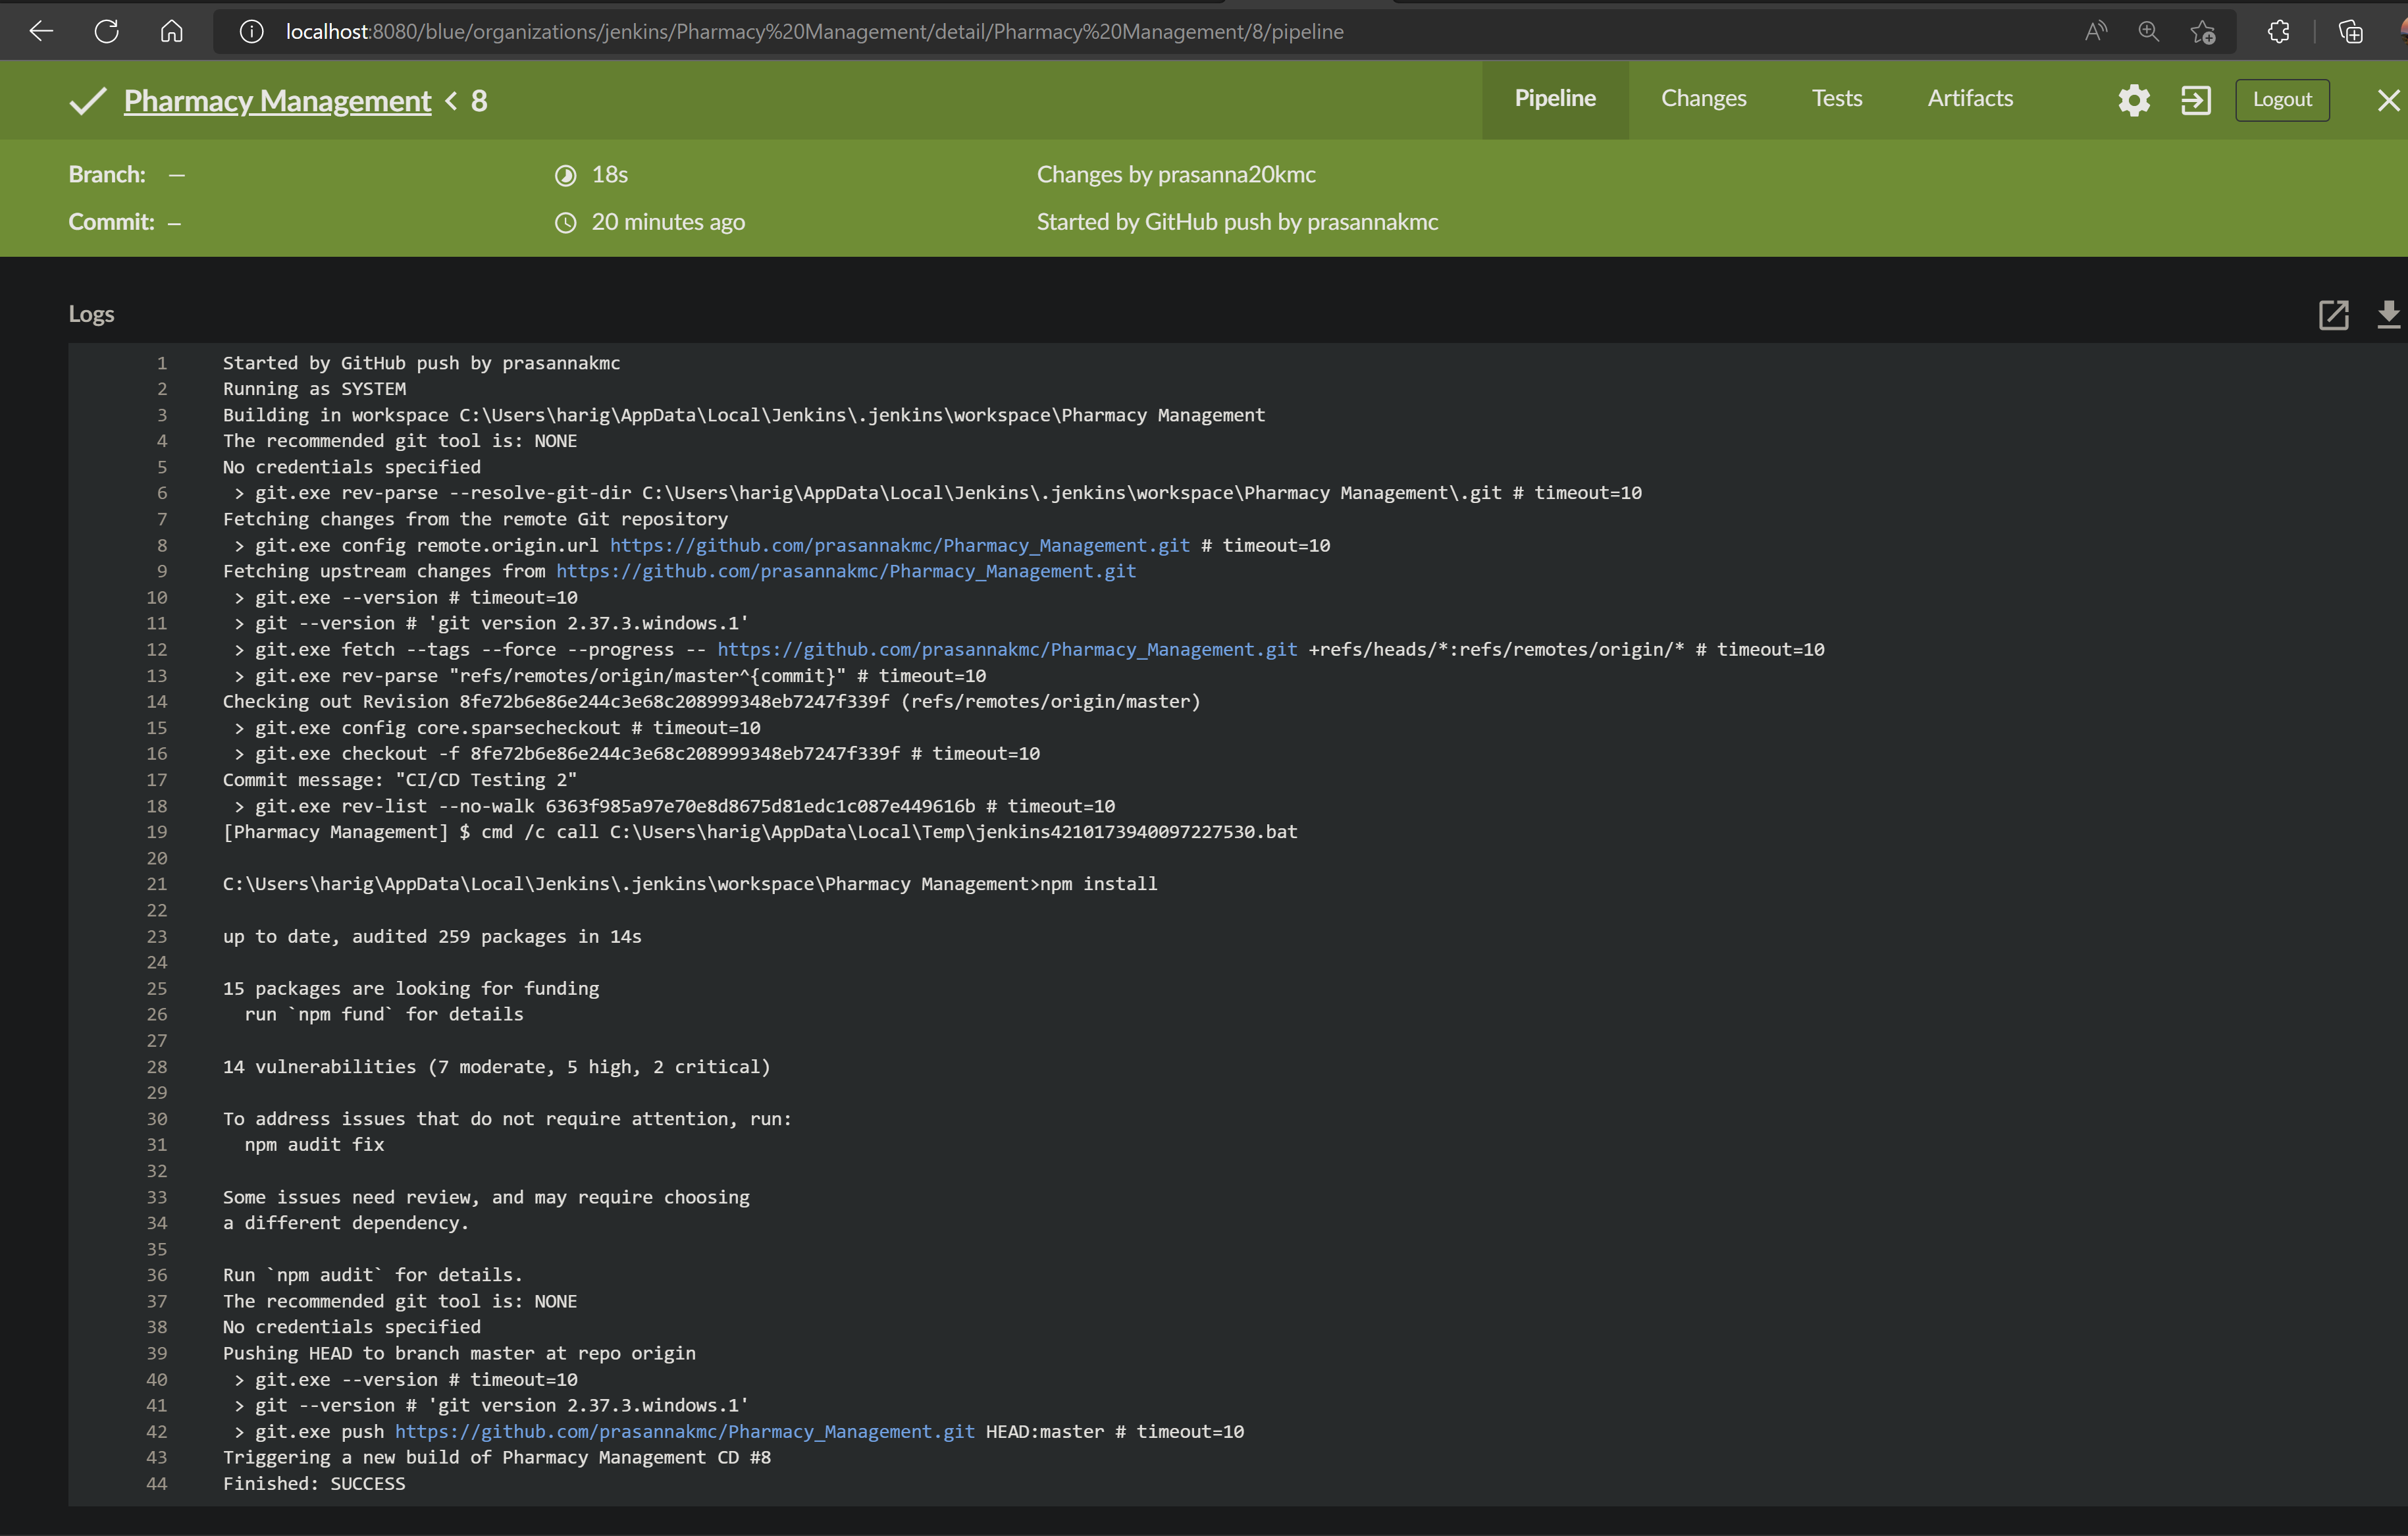 localhost:8080/blue/organizations/jenkins/Pharmacy%20Management/detail/Pharmacy%20Management/8/pipeline
Pharmacy Management < 8
Pipeline
Changes
Tests
Artifacts
Logout
Branch: —
18s
Changes by prasanna20kmc
Commit: –
20 minutes ago
Started by GitHub push by prasannakmc
Logs
1 Started by GitHub push by prasannakmc
2 Running as SYSTEM
3 Building in workspace C:\Users\harig\AppData\Local\Jenkins\.jenkins\workspace\Pharmacy Management
4 The recommended git tool is: NONE
5 No credentials specified
6 > git.exe rev-parse --resolve-git-dir C:\Users\harig\AppData\Local\Jenkins\.jenkins\workspace\Pharmacy Management\.git # timeout=10
7 Fetching changes from the remote Git repository
8 > git.exe config remote.origin.url https://github.com/prasannakmc/Pharmacy_Management.git # timeout=10
9 Fetching upstream changes from https://github.com/prasannakmc/Pharmacy_Management.git
10 > git.exe --version # timeout=10
11 > git --version # 'git version 2.37.3.windows.1'
12 > git.exe fetch --tags --force --progress -- https://github.com/prasannakmc/Pharmacy_Management.git +refs/heads/*:refs/remotes/origin/* # timeout=10
13 > git.exe rev-parse "refs/remotes/origin/master^{commit}" # timeout=10
14 Checking out Revision 8fe72b6e86e244c3e68c208999348eb7247f339f (refs/remotes/origin/master)
15 > git.exe config core.sparsecheckout # timeout=10
16 > git.exe checkout -f 8fe72b6e86e244c3e68c208999348eb7247f339f # timeout=10
17 Commit message: "CI/CD Testing 2"
18 > git.exe rev-list --no-walk 6363f985a97e70e8d8675d81edc1c087e449616b # timeout=10
19 [Pharmacy Management] $ cmd /c call C:\Users\harig\AppData\Local\Temp\jenkins4210173940097227530.bat
20
21 C:\Users\harig\AppData\Local\Jenkins\.jenkins\workspace\Pharmacy Management>npm install
22
23 up to date, audited 259 packages in 14s
24
25 15 packages are looking for funding
26 run `npm fund` for details
27
28 14 vulnerabilities (7 moderate, 5 high, 2 critical)
29
30 To address issues that do not require attention, run:
31 npm audit fix
32
33 Some issues need review, and may require choosing
34 a different dependency.
35
36 Run `npm audit` for details.
37 The recommended git tool is: NONE
38 No credentials specified
39 Pushing HEAD to branch master at repo origin
40 > git.exe --version # timeout=10
41 > git --version # 'git version 2.37.3.windows.1'
42 > git.exe push https://github.com/prasannakmc/Pharmacy_Management.git HEAD:master # timeout=10
43 Triggering a new build of Pharmacy Management CD #8
44 Finished: SUCCESS